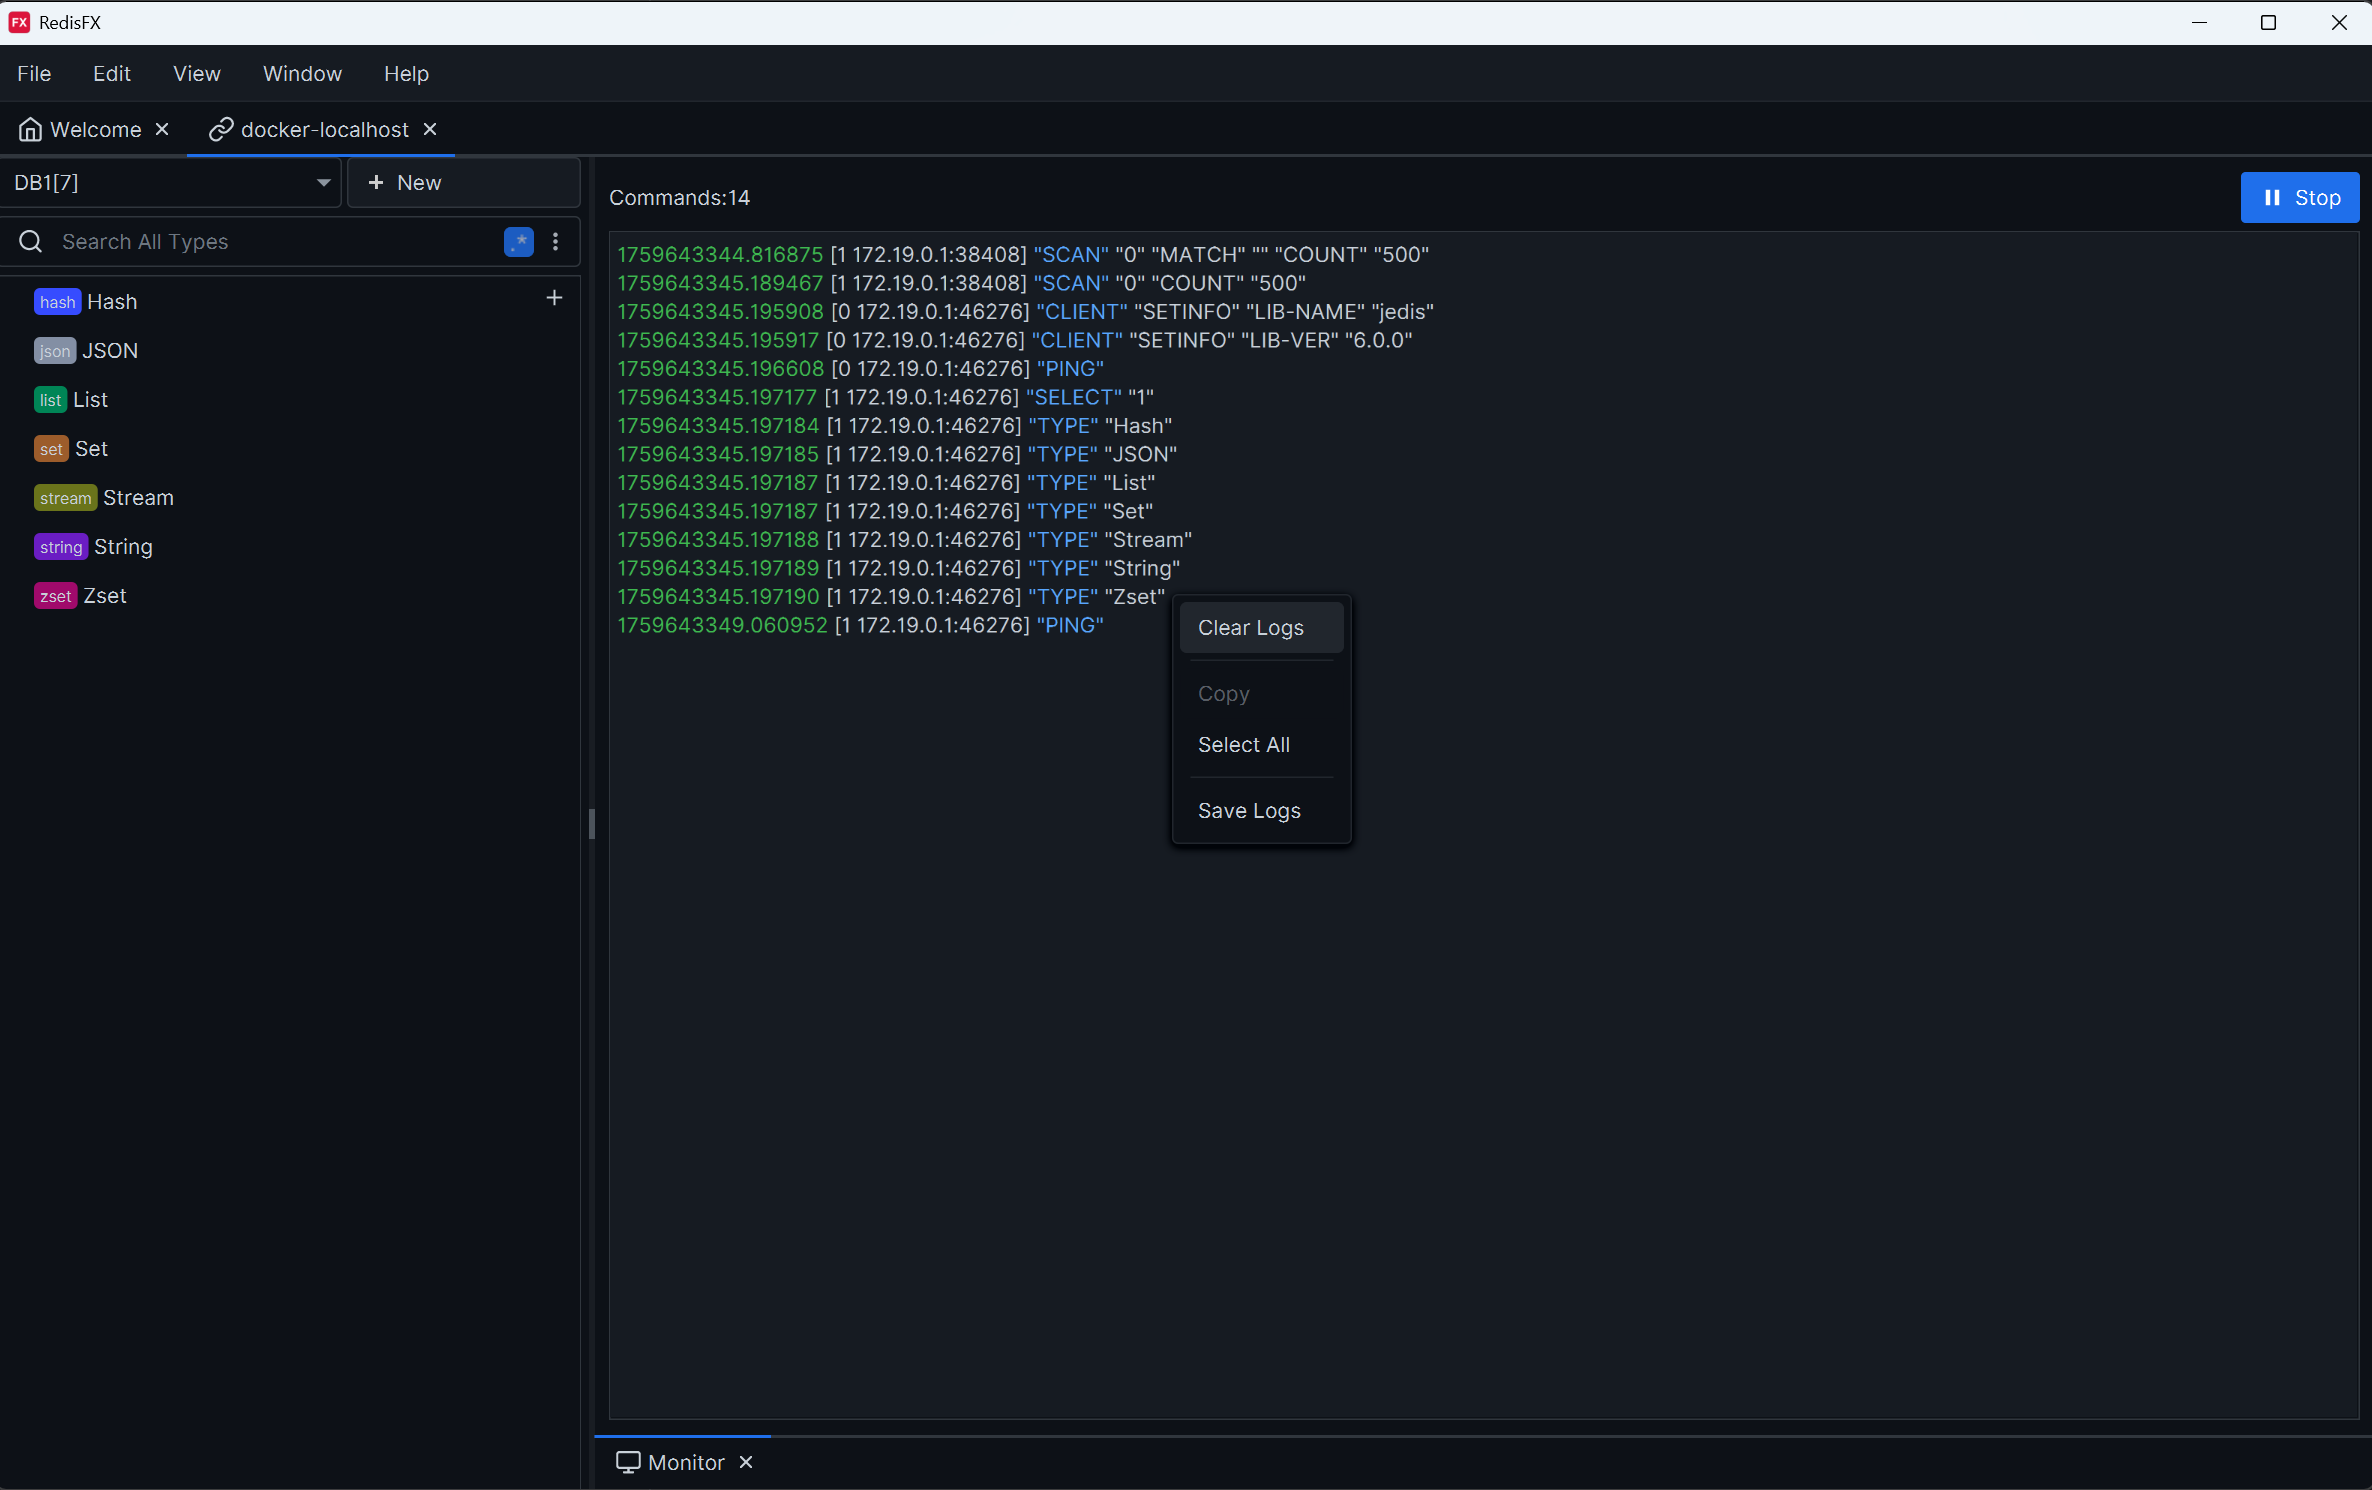 FX RedisFX
File Edit View Window Help
Welcome docker-localhost
DB1[7] + New
Commands:14
Stop
Search All Types .*
hash Hash
json JSON
list List
set Set
stream Stream
string String
zset Zset
1759643344.816875 [1 172.19.0.1:38408] "SCAN" "0" "MATCH" "" "COUNT" "500"
1759643345.189467 [1 172.19.0.1:38408] "SCAN" "0" "COUNT" "500"
1759643345.195908 [0 172.19.0.1:46276] "CLIENT" "SETINFO" "LIB-NAME" "jedis"
1759643345.195917 [0 172.19.0.1:46276] "CLIENT" "SETINFO" "LIB-VER" "6.0.0"
1759643345.196608 [0 172.19.0.1:46276] "PING"
1759643345.197177 [1 172.19.0.1:46276] "SELECT" "1"
1759643345.197184 [1 172.19.0.1:46276] "TYPE" "Hash"
1759643345.197185 [1 172.19.0.1:46276] "TYPE" "JSON"
1759643345.197187 [1 172.19.0.1:46276] "TYPE" "List"
1759643345.197187 [1 172.19.0.1:46276] "TYPE" "Set"
1759643345.197188 [1 172.19.0.1:46276] "TYPE" "Stream"
1759643345.197189 [1 172.19.0.1:46276] "TYPE" "String"
1759643345.197190 [1 172.19.0.1:46276] "TYPE" "Zset"
1759643349.060952 [1 172.19.0.1:46276] "PING"
Clear Logs
Copy
Select All
Save Logs
Monitor